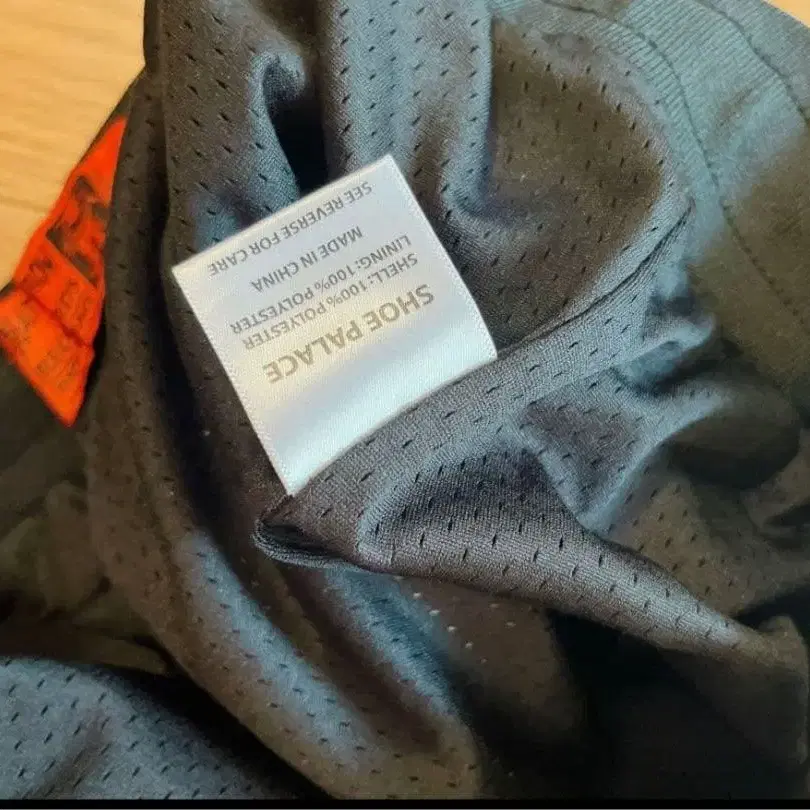 SHOE PALACE
SHELL: 100% POLYESTER
LINING: 100% POLYESTER
MADE IN CHINA
SEE REVERSE FOR CARE